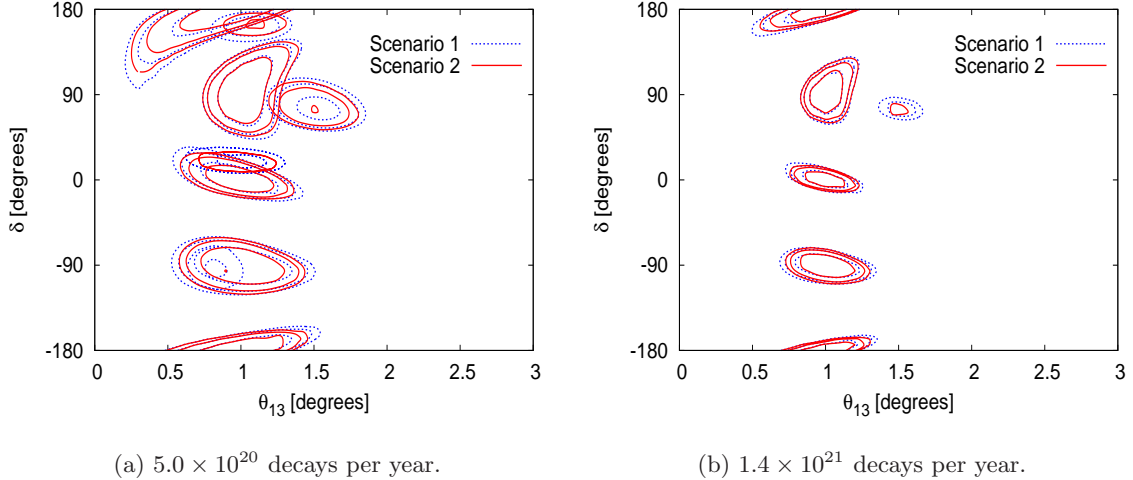 180
90
0
-90
-180
δ [degrees]
0 0.5 1 1.5 2 2.5 3
θ13 [degrees]
Scenario 1
Scenario 2
(a) 5.0 × 10^20 decays per year.
180
90
0
-90
-180
δ [degrees]
0 0.5 1 1.5 2 2.5 3
θ13 [degrees]
Scenario 1
Scenario 2
(b) 1.4 × 10^21 decays per year.